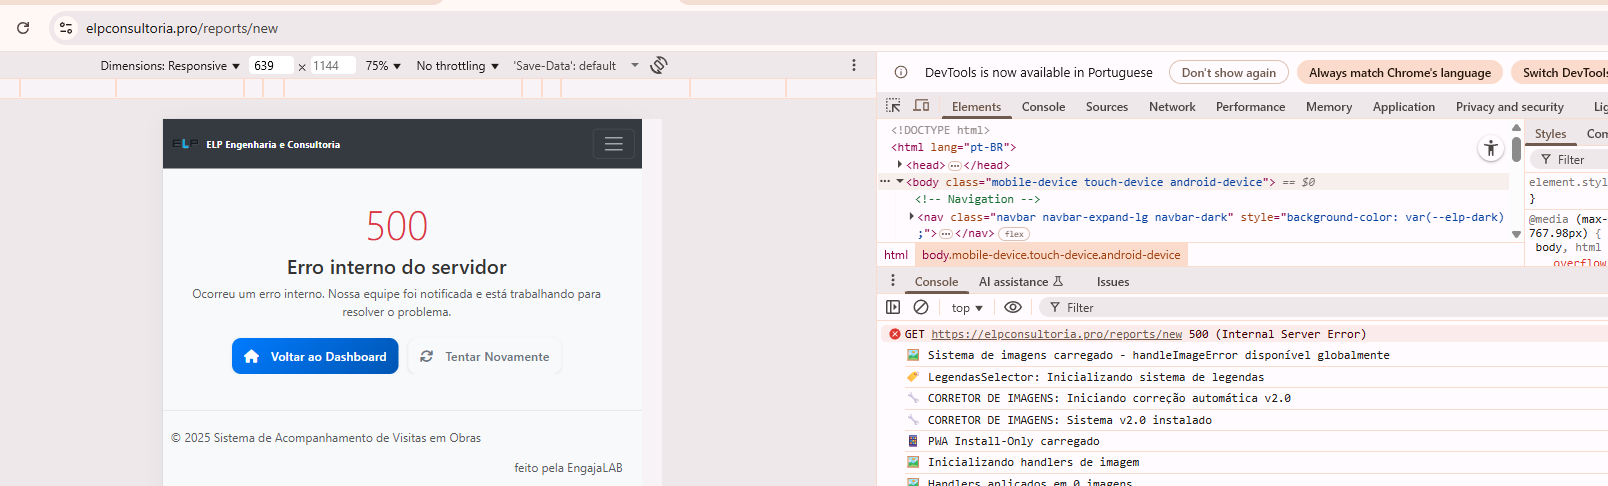 elpconsultoria.pro/reports/new
Dimensions: Responsive ▼ 639 × 1144 75% ▼ No throttling ▼ 'Save-Data': default
ELP ELP Engenharia e Consultoria
500
Erro interno do servidor
Ocorreu um erro interno. Nossa equipe foi notificada e está trabalhando para
resolver o problema.
Voltar ao Dashboard Tentar Novamente
© 2025 Sistema de Acompanhamento de Visitas em Obras
feito pela EngajaLAB
DevTools is now available in Portuguese Don't show again Always match Chrome's language Switch DevTools
Elements Console Sources Network Performance Memory Application Privacy and security Lig
<!DOCTYPE html>
<html lang="pt-BR">
<head> ⋯ </head>
<body class="mobile-device touch-device android-device"> == $0
<!-- Navigation -->
<nav class="navbar navbar-expand-lg navbar-dark" style="background-color: var(--elp-dark)
;"> ⋯ </nav> flex
html body.mobile-device.touch-device.android-device
Styles Com
Filter
element.sty
}
@media (max-
767.98px) {
body, html
overflow
Console AI assistance Issues
top ▼ Filter
GET https://elpconsultoria.pro/reports/new 500 (Internal Server Error)
Sistema de imagens carregado - handleImageError disponível globalmente
LegendasSelector: Inicializando sistema de legendas
CORRETOR DE IMAGENS: Iniciando correção automática v2.0
CORRETOR DE IMAGENS: Sistema v2.0 instalado
PWA Install-Only carregado
Inicializando handlers de imagem
Handlers aplicados em 0 imagens